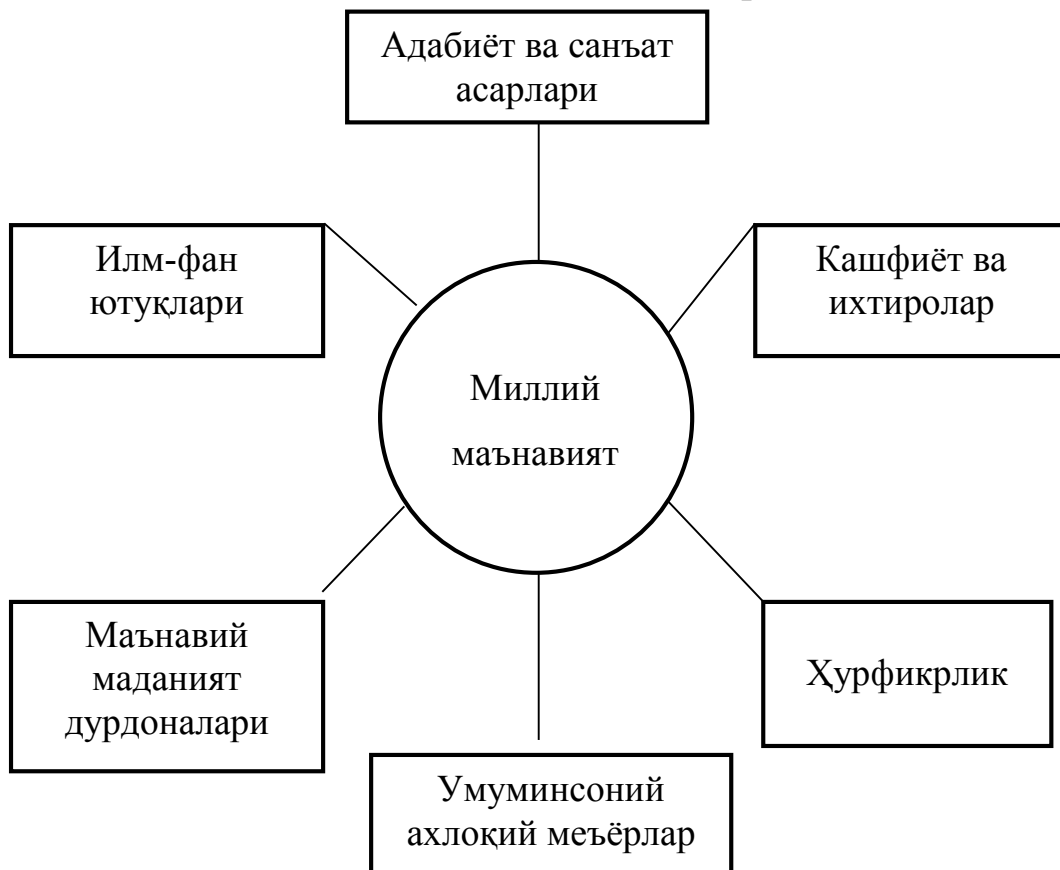 Адабиёт ва санъат
асарлари
Илм-фан
ютуқлари
Кашфиёт ва
ихтиролар
Миллий
маънавият
Маънавий
маданият
дурдоналари
Ҳурфикрлик
Умуминсоний
ахлоқий меъёрлар